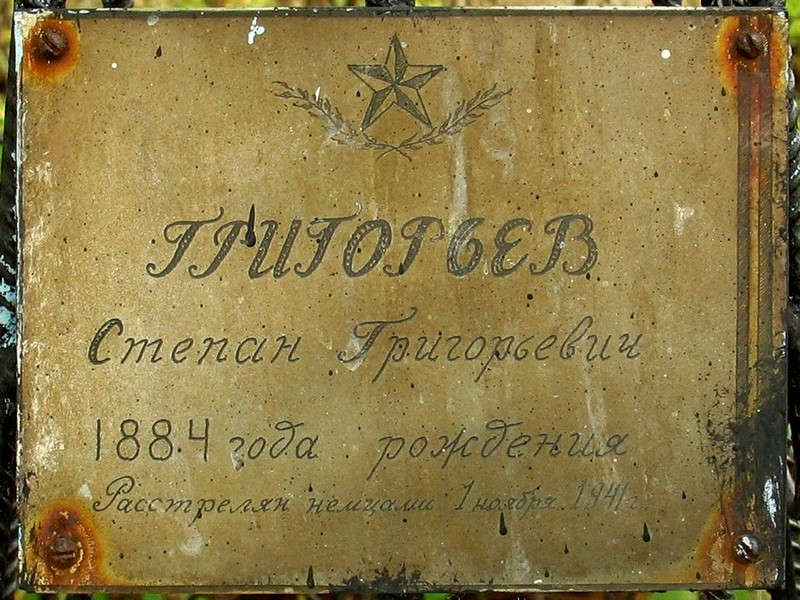 ГРИГОРЬЕВ
Степан Григорьевич
1884 года рождения
Расстрелян немцами 1 ноября 1941 г.